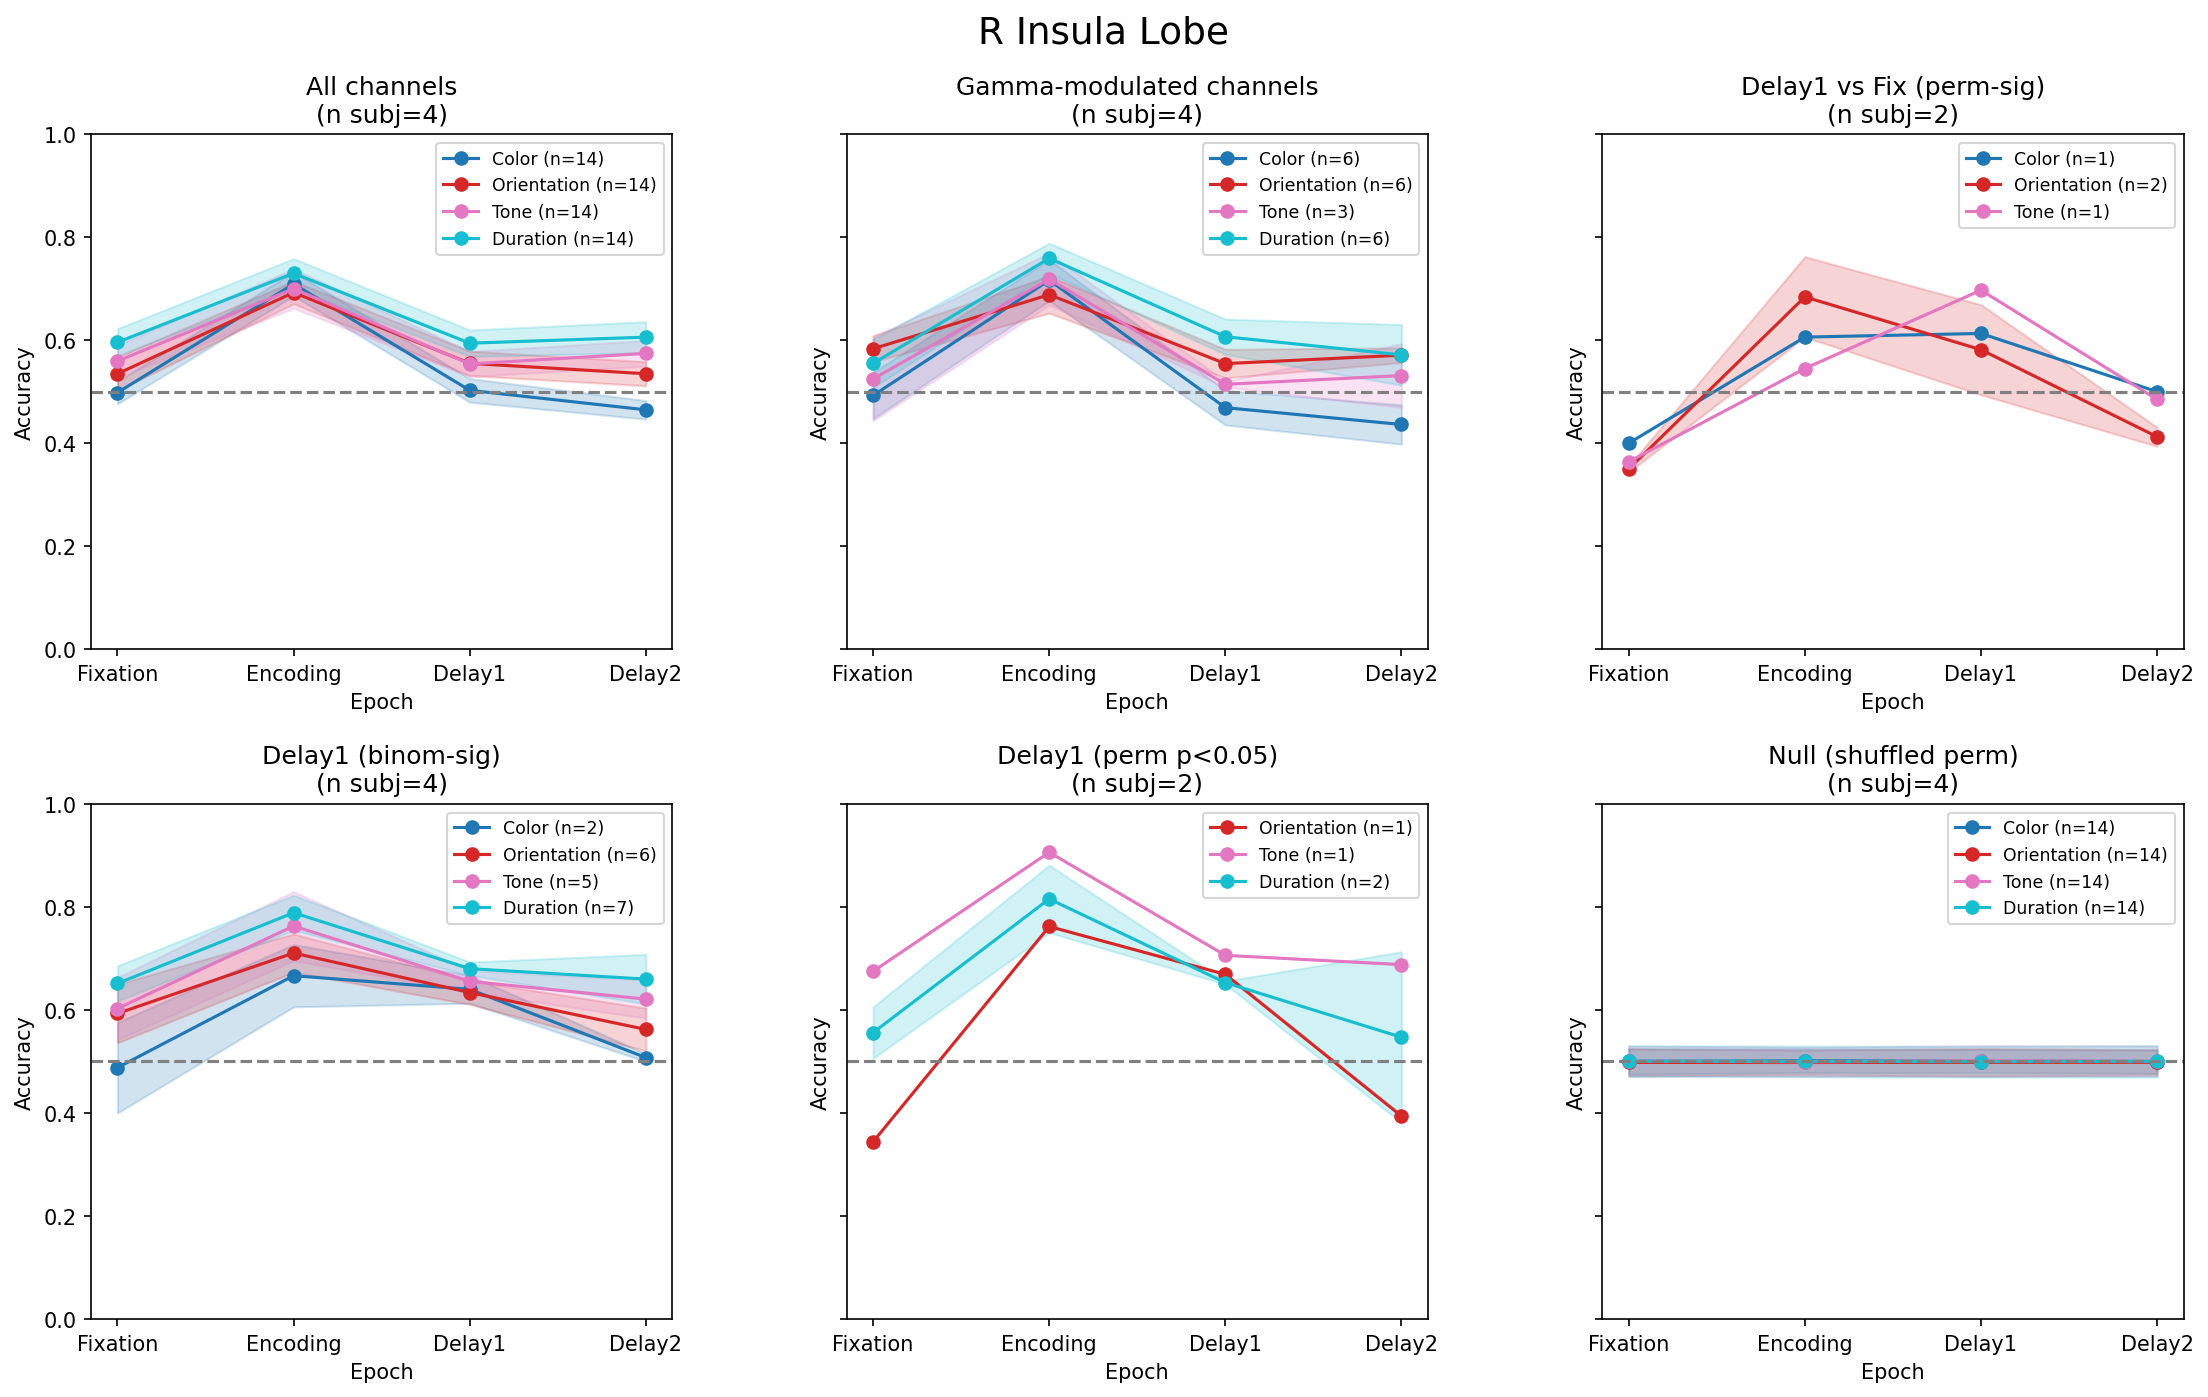 R Insula Lobe
All channels
(n subj=4)
1.0
0.8
0.6
0.4
0.2
0.0
Accuracy
Color (n=14)
Orientation (n=14)
Tone (n=14)
Duration (n=14)
Fixation Encoding Delay1 Delay2
Epoch
Gamma-modulated channels
(n subj=4)
Accuracy
Color (n=6)
Orientation (n=6)
Tone (n=3)
Duration (n=6)
Fixation Encoding Delay1 Delay2
Epoch
Delay1 vs Fix (perm-sig)
(n subj=2)
Accuracy
Color (n=1)
Orientation (n=2)
Tone (n=1)
Fixation Encoding Delay1 Delay2
Epoch
Delay1 (binom-sig)
(n subj=4)
1.0
0.8
0.6
0.4
0.2
0.0
Accuracy
Color (n=2)
Orientation (n=6)
Tone (n=5)
Duration (n=7)
Fixation Encoding Delay1 Delay2
Epoch
Delay1 (perm p<0.05)
(n subj=2)
Accuracy
Orientation (n=1)
Tone (n=1)
Duration (n=2)
Fixation Encoding Delay1 Delay2
Epoch
Null (shuffled perm)
(n subj=4)
Accuracy
Color (n=14)
Orientation (n=14)
Tone (n=14)
Duration (n=14)
Fixation Encoding Delay1 Delay2
Epoch